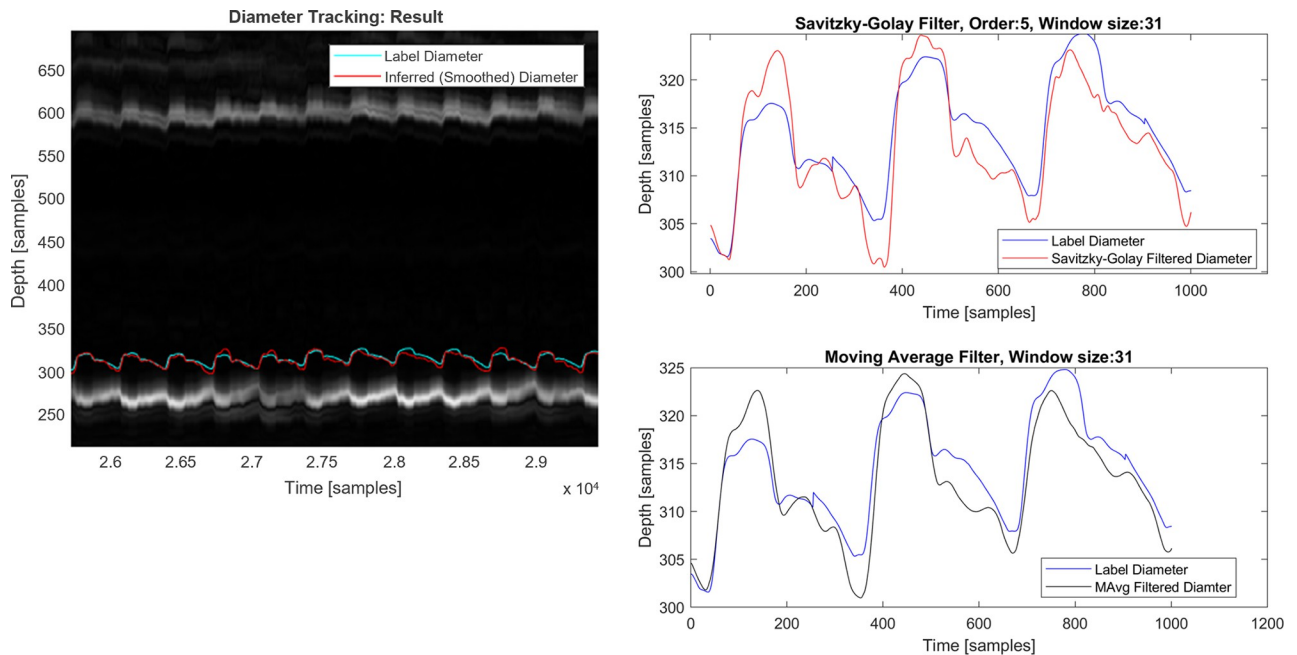 Diameter Tracking: Result
Label Diameter
Inferred (Smoothed) Diameter
650
600
550
500
450
400
350
300
250
Depth [samples]
2.6 2.65 2.7 2.75 2.8 2.85 2.9
Time [samples]
x 10⁴
Savitzky-Golay Filter, Order:5, Window size:31
320
315
310
305
300
Depth [samples]
Label Diameter
Savitzky-Golay Filtered Diameter
0 200 400 600 800 1000
Time [samples]
Moving Average Filter, Window size:31
325
320
315
310
305
300
Depth [samples]
Label Diameter
MAvg Filtered Diamter
0 200 400 600 800 1000 1200
Time [samples]